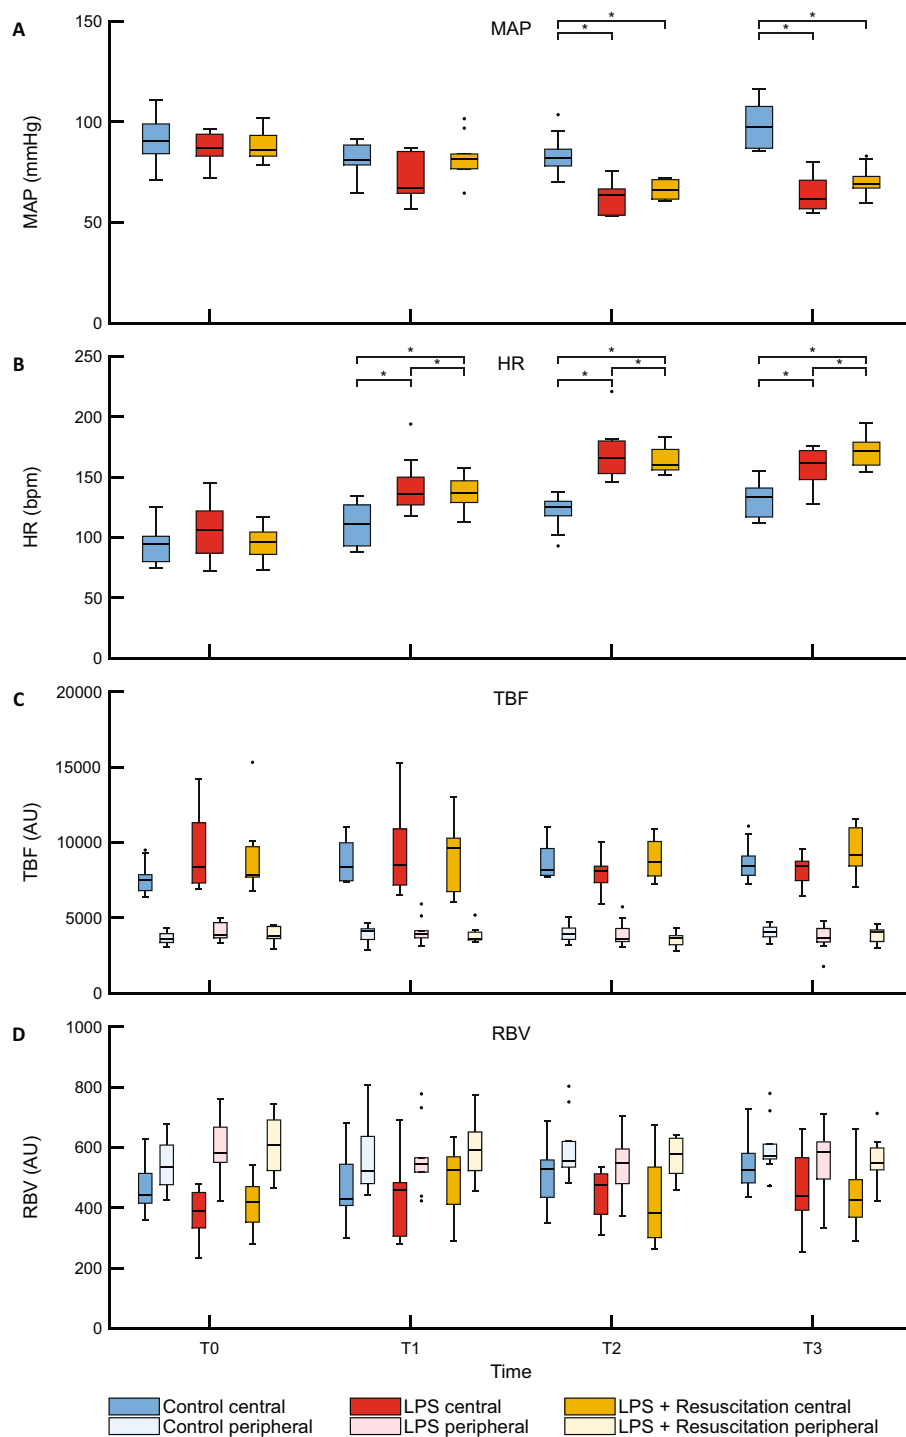 A
MAP
MAP (mmHg)
150
100
50
0
* *
* *
B
HR
HR (bpm)
250
200
150
100
50
0
* * *
* * *
* * *
C
TBF
TBF (AU)
20000
15000
10000
5000
0
D
RBV
RBV (AU)
1000
800
600
400
200
0
T0 T1 T2 T3
Time
Control central LPS central LPS + Resuscitation central
Control peripheral LPS peripheral LPS + Resuscitation peripheral